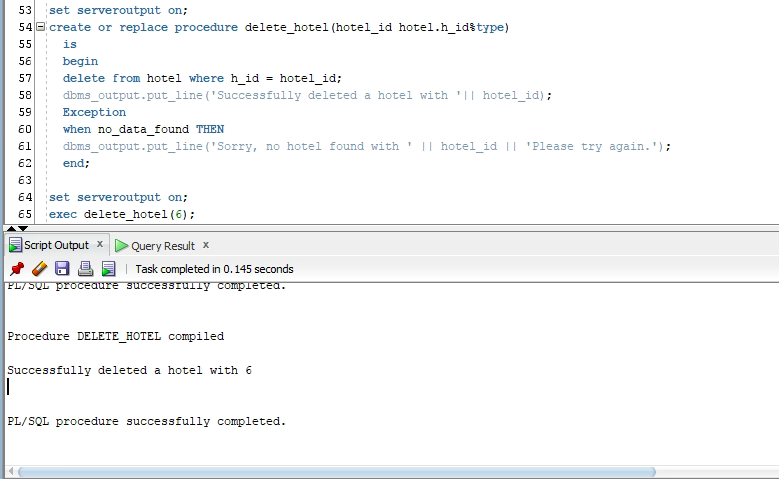 53 set serveroutput on;
54 create or replace procedure delete_hotel(hotel_id hotel.h_id%type)
55 is
56 begin
57 delete from hotel where h_id = hotel_id;
58 dbms_output.put_line('Successfully deleted a hotel with '|| hotel_id);
59 Exception
60 when no_data_found THEN
61 dbms_output.put_line('Sorry, no hotel found with ' || hotel_id || 'Please try again.');
62 end;
63
64 set serveroutput on;
65 exec delete_hotel(6);
Script Output x Query Result x
Task completed in 0.145 seconds
PL/SQL procedure successfully completed.
Procedure DELETE_HOTEL compiled
Successfully deleted a hotel with 6
PL/SQL procedure successfully completed.